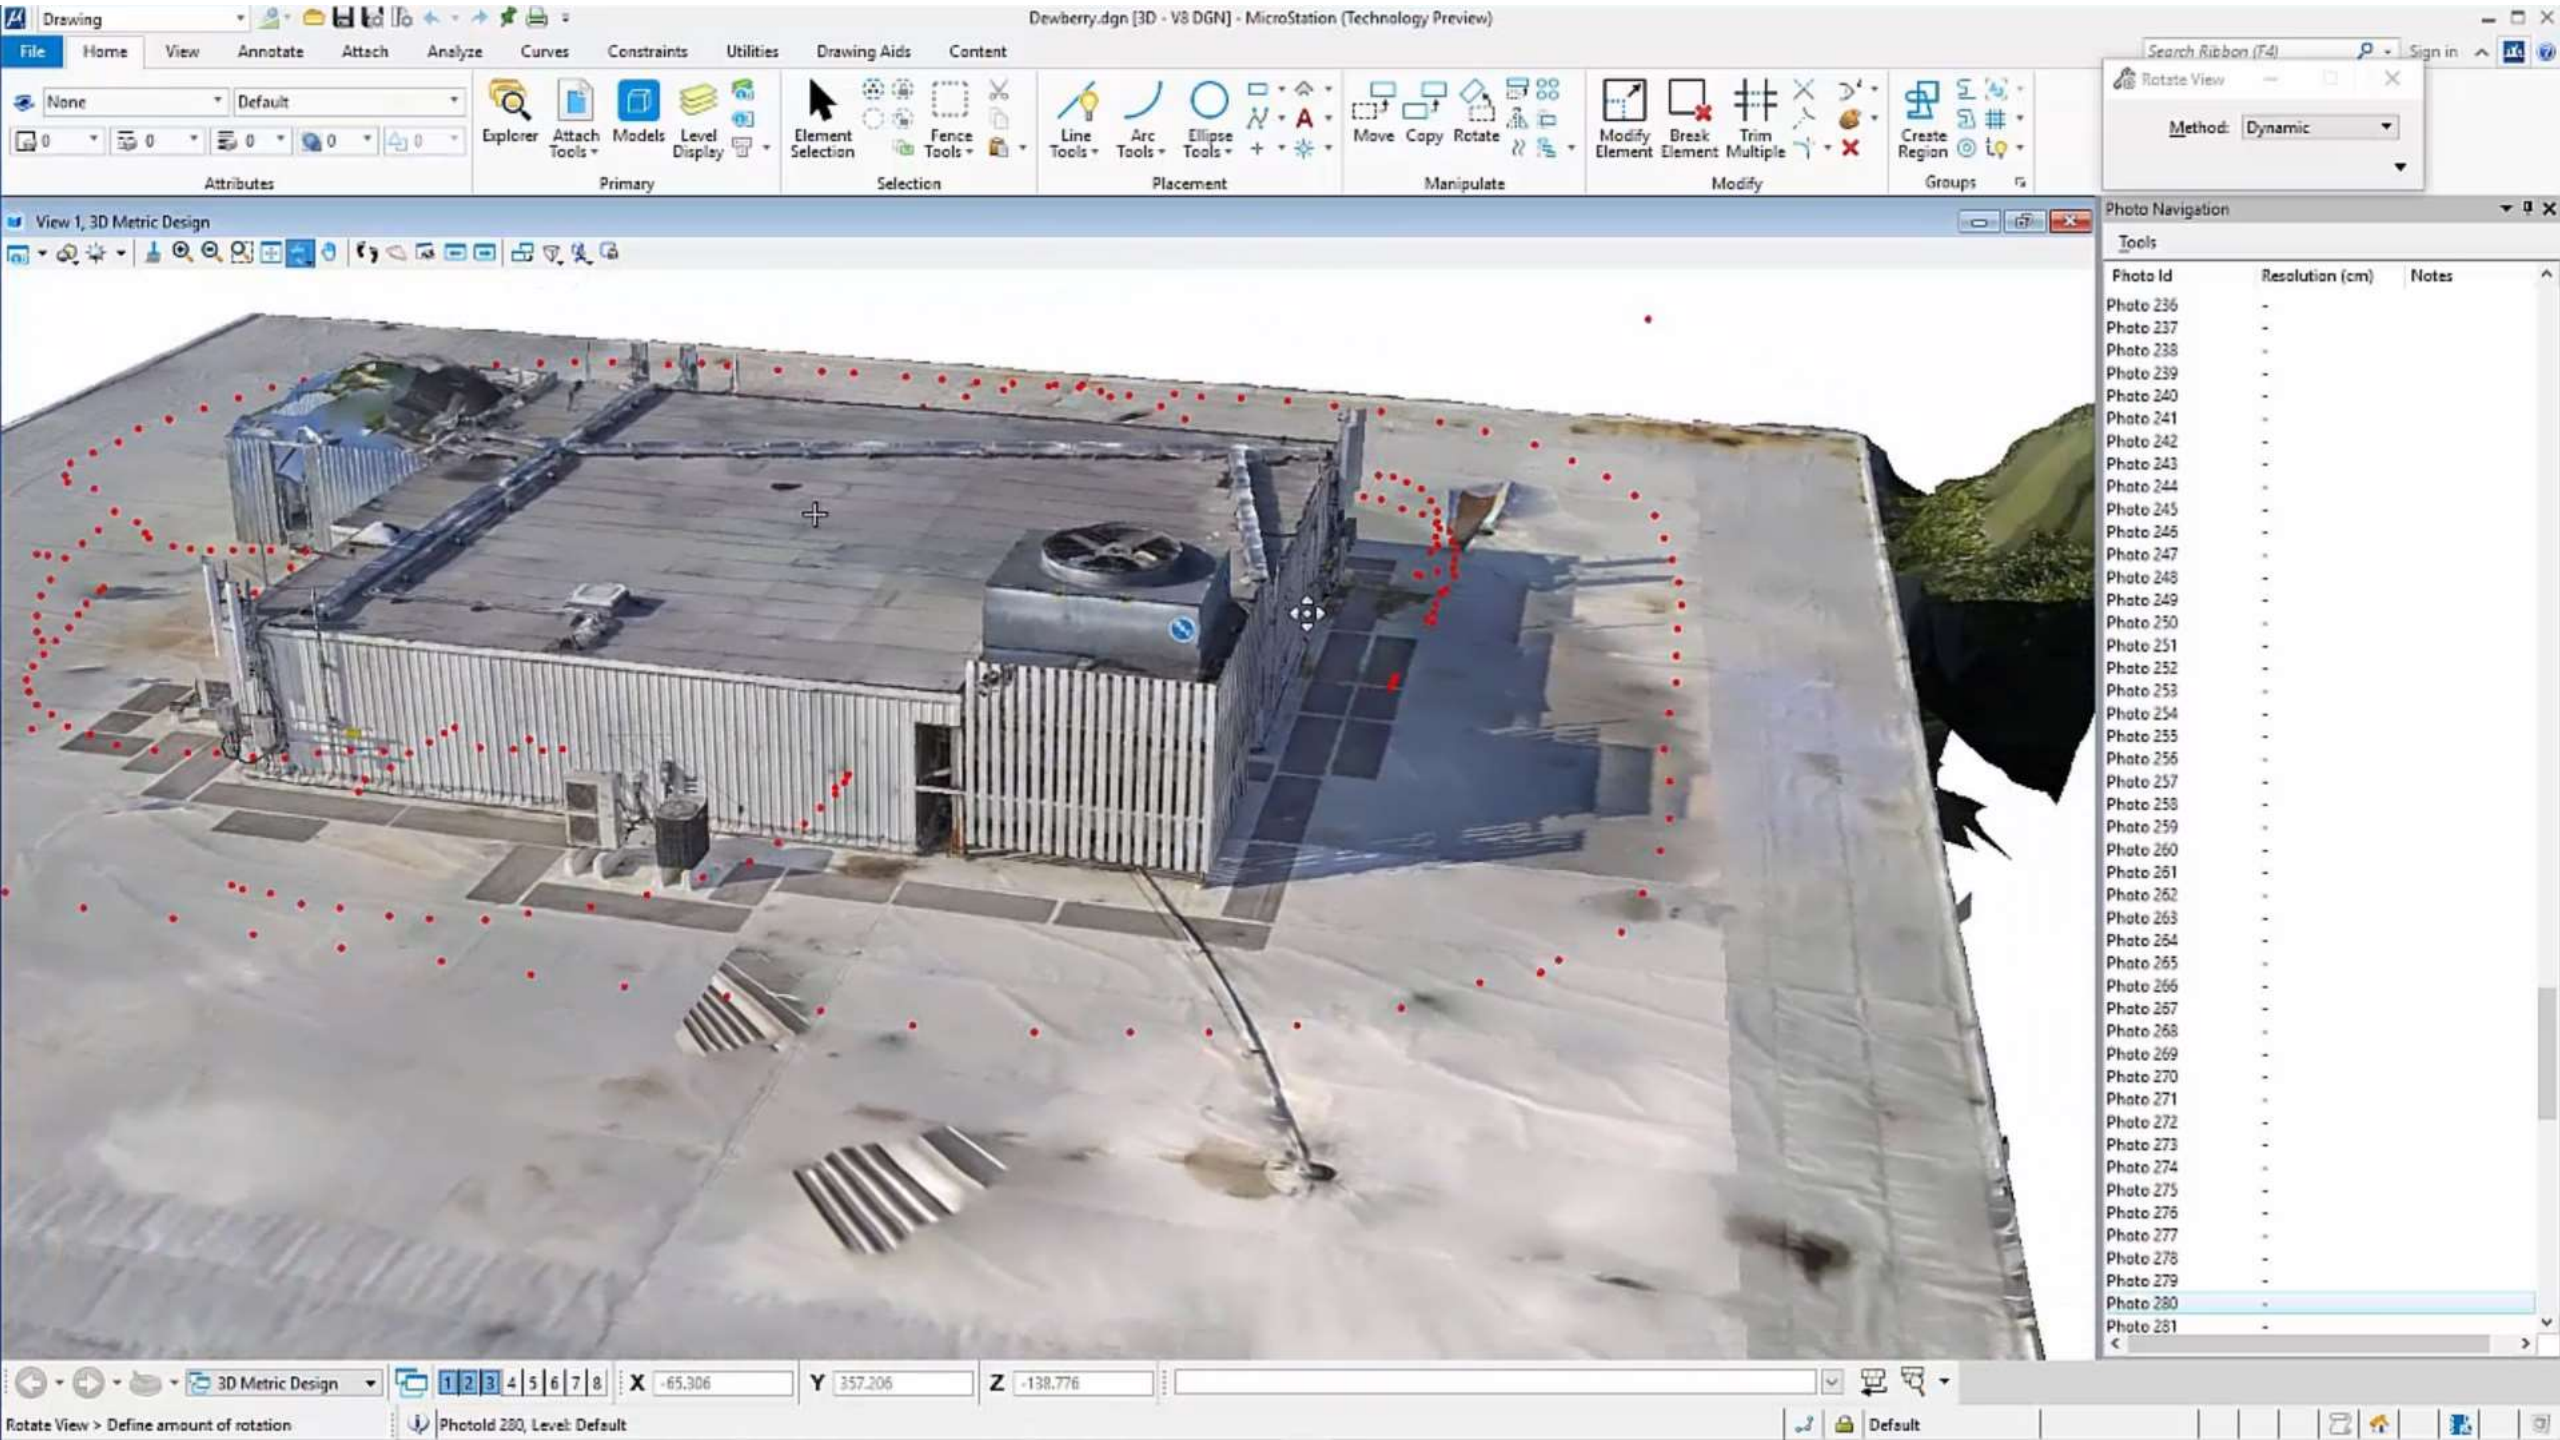 Drawing
Dewberry.dgn [3D - V8 DGN] - MicroStation (Technology Preview)
File Home View Annotate Attach Analyze Curves Constraints Utilities Drawing Aids Content
Search Ribbon (F4) Sign in
Rotate View
Method: Dynamic
None Default
0 0 0 0 0
Attributes
Explorer Attach Tools Models Level Display
Primary
Element Selection Fence Tools
Selection
Line Tools Arc Tools Ellipse Tools
Placement
Move Copy Rotate
Manipulate
Modify Element Break Element Trim Multiple
Modify
Create Region
Groups
View 1, 3D Metric Design
Photo Navigation
Tools
Photo Id Resolution (cm) Notes
Photo 236 -
Photo 237 -
Photo 238 -
Photo 239 -
Photo 240 -
Photo 241 -
Photo 242 -
Photo 243 -
Photo 244 -
Photo 245 -
Photo 246 -
Photo 247 -
Photo 248 -
Photo 249 -
Photo 250 -
Photo 251 -
Photo 252 -
Photo 253 -
Photo 254 -
Photo 255 -
Photo 256 -
Photo 257 -
Photo 258 -
Photo 259 -
Photo 260 -
Photo 261 -
Photo 262 -
Photo 263 -
Photo 264 -
Photo 265 -
Photo 266 -
Photo 267 -
Photo 268 -
Photo 269 -
Photo 270 -
Photo 271 -
Photo 272 -
Photo 273 -
Photo 274 -
Photo 275 -
Photo 276 -
Photo 277 -
Photo 278 -
Photo 279 -
Photo 280 -
Photo 281 -
3D Metric Design 1 2 3 4 5 6 7 8 X -65.306 Y 357.206 Z -138.776
Rotate View > Define amount of rotation PhotoId 280, Level: Default Default